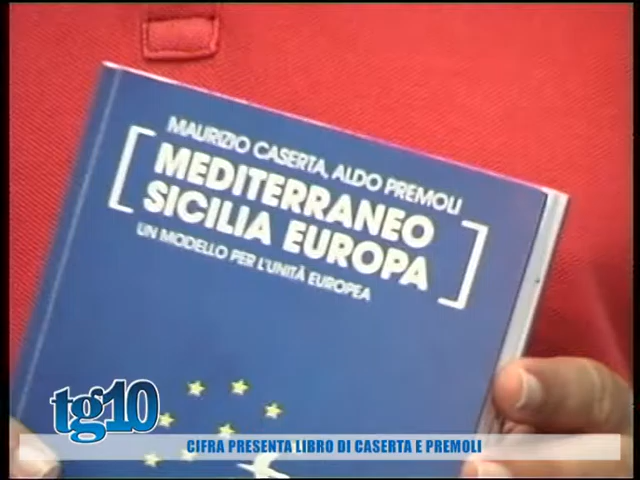 MAURIZIO CASERTA, ALDO PREMOLI
[MEDITERRANEO
SICILIA EUROPA]
UN MODELLO PER L'UNITÀ EUROPEA
tg10
CIFRA PRESENTA LIBRO DI CASERTA E PREMOLI